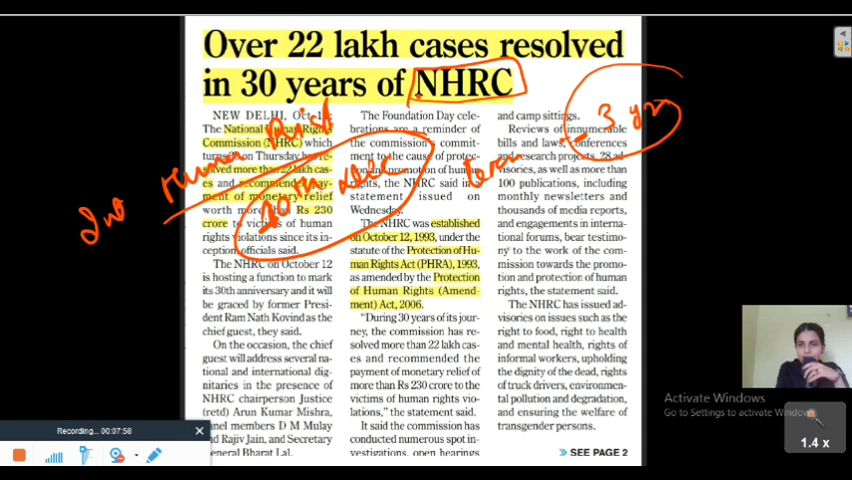 Over 22 lakh cases resolved
in 30 years of NHRC
NEW DELHI, Oct
The National Human Rights
Commission (NHRC) which
turns on Thursday has re-
solved more than 22 lakh cas-
es and recommended pay-
ment of monetary relief
worth more than Rs 230
crore to victims of human
rights violations since its in-
ception, officials said.
The NHRC on October 12
is hosting a function to mark
its 30th anniversary and it will
be graced by former Presi-
dent Ram Nath Kovind as the
chief guest, they said.
On the occasion, the chief
guest will address several na-
tional and international dig-
nitaries in the presence of
NHRC chairperson Justice
(retd) Arun Kumar Mishra,
anel members D M Mulay
nd Rajiv Jain, and Secretary
General Bharat Lal.
The Foundation Day cele-
brations are a reminder of
the commission's commit-
ment to the cause of protec-
tion and promotion of human
rights, the NHRC said in a
statement issued on
Wednesday.
The NHRC was established
on October 12, 1993, under the
statute of the Protection of Hu-
man Rights Act (PHRA), 1993,
as amended by the Protection
of Human Rights (Amend-
ment) Act, 2006.
“During 30 years of its jour-
ney, the commission has re-
solved more than 22 lakh cas-
es and recommended the
payment of monetary relief of
more than Rs 230 crore to the
victims of human rights vio-
lations,” the statement said.
It said the commission has
conducted numerous spot in-
vestigations, open hearings
and camp sittings.
Reviews of innumerable
bills and laws, conferences
and research projects, 28 ad-
visories, as well as more than
100 publications, including
monthly newsletters and
thousands of media reports,
and engagements in interna-
tional forums, bear testimo-
ny to the work of the com-
mission towards the promo-
tion and protection of human
rights, the statement said.
The NHRC has issued ad-
visories on issues such as the
right to food, right to health
and mental health, rights of
informal workers, upholding
the dignity of the dead, rights
of truck drivers, environmen-
tal pollution and degradation,
and ensuring the welfare of
transgender persons.
SEE PAGE 2
Human
10th Dec
3 yrs
Activate Windows
Go to Settings to activate Windows.
Recording... 00:07:58
1.4 x